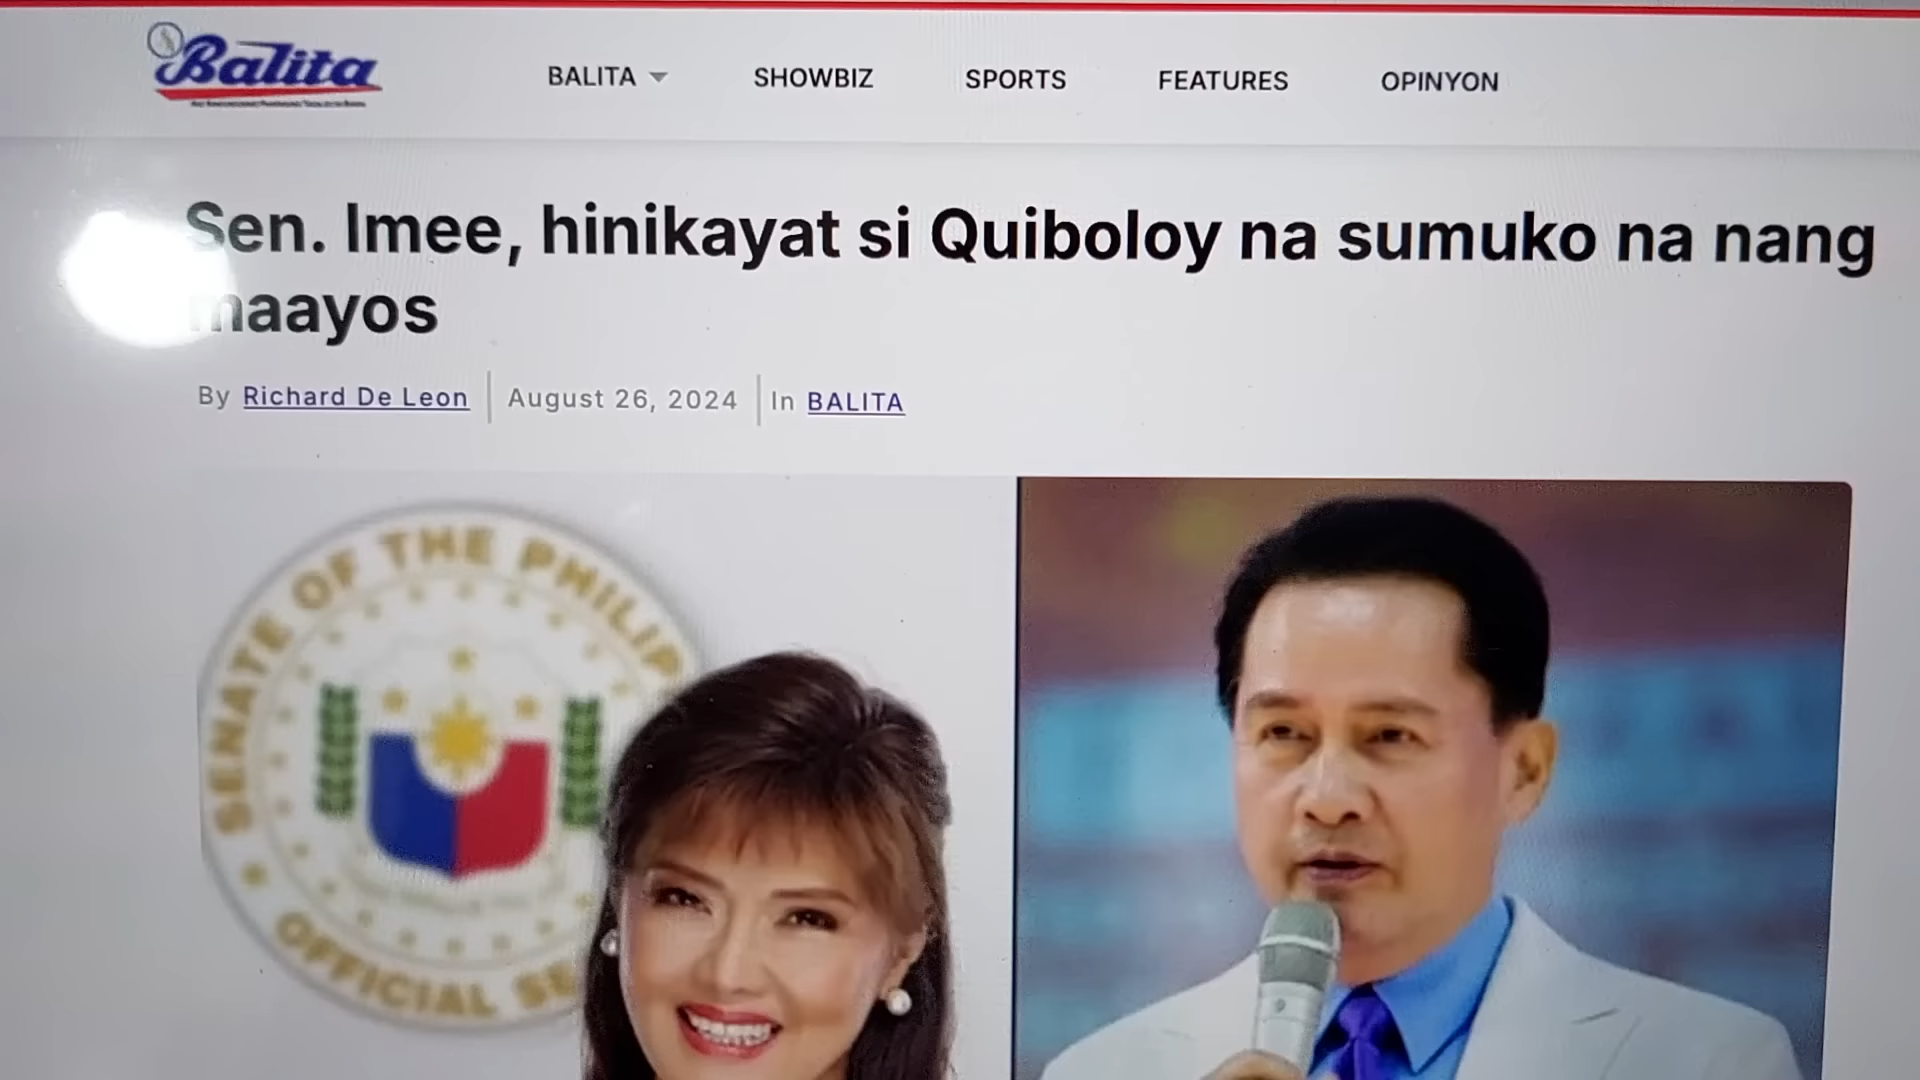 Balita
BALITA SHOWBIZ SPORTS FEATURES OPINYON
Sen. Imee, hinikayat si Quiboloy na sumuko na nang
maayos
By Richard De Leon August 26, 2024 In BALITA
SENATE OF THE PHILIP
OFFICIAL SE